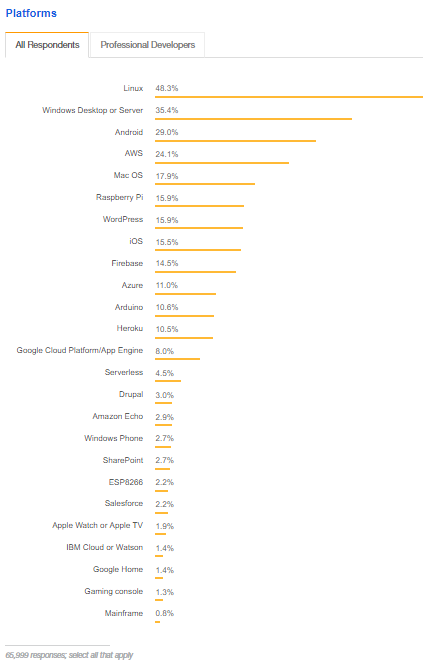 Platforms
All Respondents Professional Developers
Linux 48.3%
Windows Desktop or Server 35.4%
Android 29.0%
AWS 24.1%
Mac OS 17.9%
Raspberry Pi 15.9%
WordPress 15.9%
iOS 15.5%
Firebase 14.5%
Azure 11.0%
Arduino 10.6%
Heroku 10.5%
Google Cloud Platform/App Engine 8.0%
Serverless 4.5%
Drupal 3.0%
Amazon Echo 2.9%
Windows Phone 2.7%
SharePoint 2.7%
ESP8266 2.2%
Salesforce 2.2%
Apple Watch or Apple TV 1.9%
IBM Cloud or Watson 1.4%
Google Home 1.4%
Gaming console 1.3%
Mainframe 0.8%
65,999 responses; select all that apply